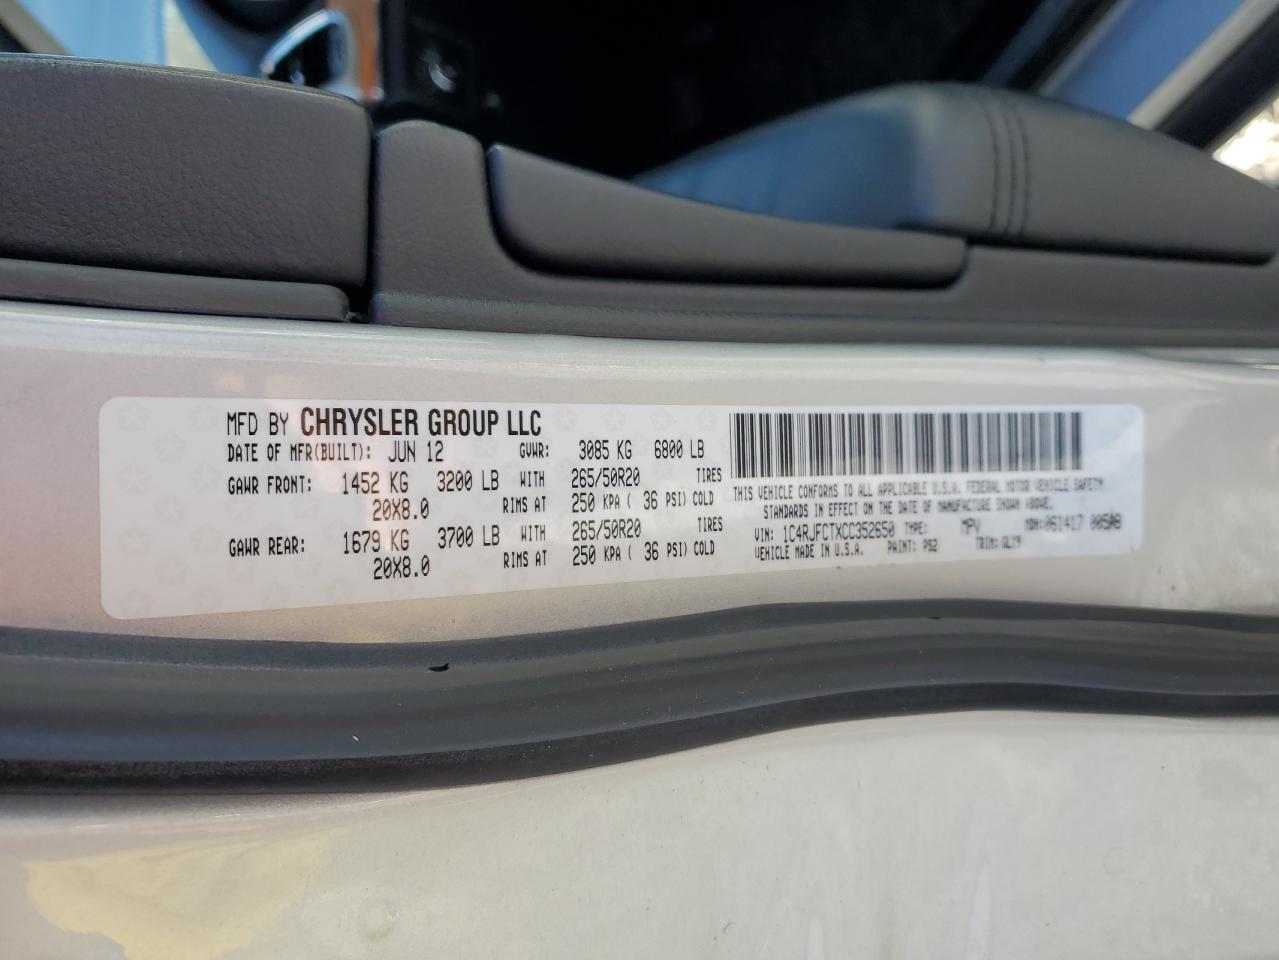 MFD BY CHRYSLER GROUP LLC
DATE OF MFR(BUILT): JUN 12 GVWR: 3085 KG 6800 LB
GAWR FRONT: 1452 KG 3200 LB WITH 265/50R20 TIRES
20X8.0 RIMS AT 250 KPA ( 36 PSI) COLD
GAWR REAR: 1679 KG 3700 LB WITH 265/50R20 TIRES
20X8.0 RIMS AT 250 KPA ( 36 PSI) COLD
THIS VEHICLE CONFORMS TO ALL APPLICABLE U.S.A. FEDERAL MOTOR VEHICLE SAFETY
STANDARDS IN EFFECT ON THE DATE OF MANUFACTURE SHOWN ABOVE.
VIN: 1C4RJFCTXCC352650 TYPE: MPV MDH: 061417
VEHICLE MADE IN U.S.A. PAINT: PS2 TRIM: GLT9